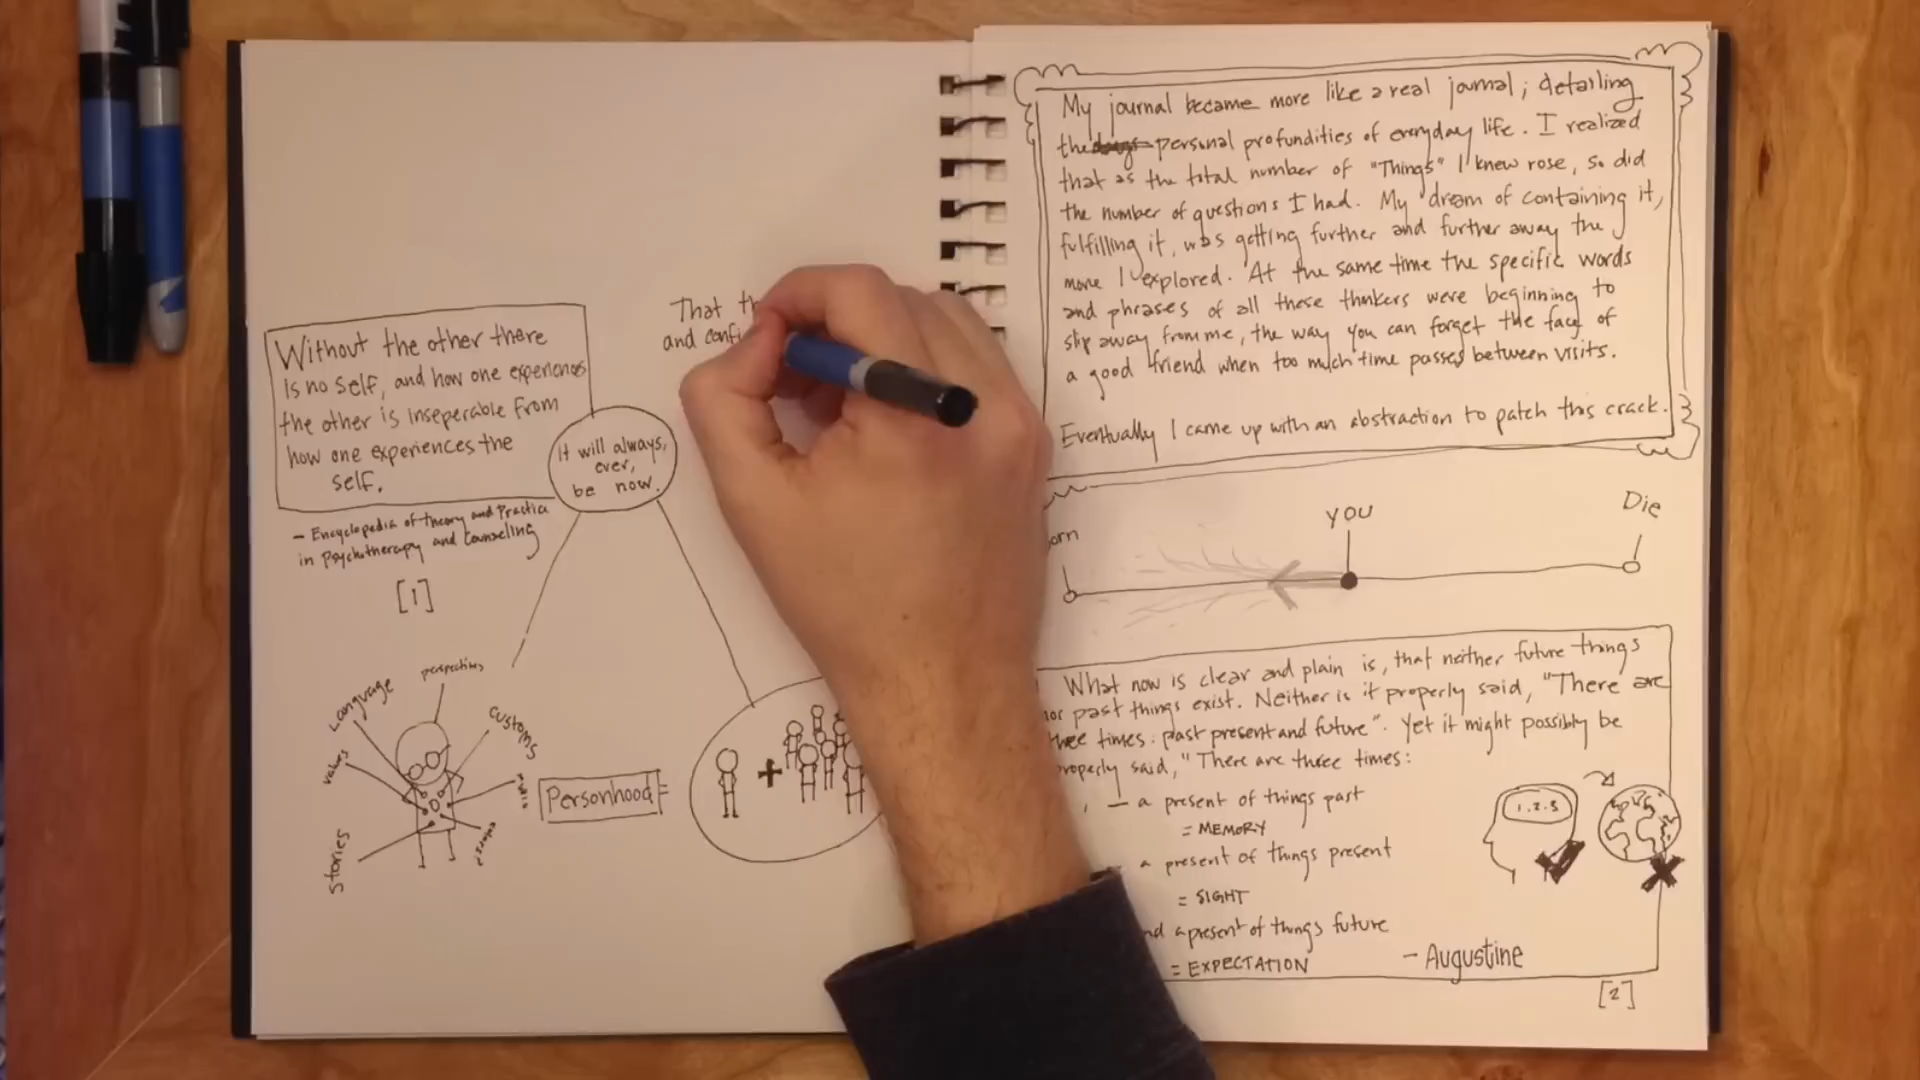 Without the other there
is no self, and how one experiences
the other is inseperable from
how one experiences the
self.
- Encyclopedia of Theory and Practice
in Psychotherapy and Counseling
[1]
It will always,
ever,
be now.
That th
and confi
perspectives
Language
customs
values
stories
Personhood =
+
My journal became more like a real journal; detailing
the personal profundities of everyday life. I realized
that as the total number of "Things" I knew rose, so did
the number of questions I had. My dream of containing it,
fulfilling it, was getting further and further away the
more I explored. At the same time the specific words
and phrases of all these thinkers were beginning to
slip away from me, the way you can forget the face of
a good friend when too much time passes between visits.
Eventually I came up with an abstraction to patch this crack.
orn
YOU
Die
What now is clear and plain is, that neither future things
nor past things exist. Neither is it properly said, "There are
three times: past present and future". Yet it might possibly be
properly said, "There are three times:
— a present of things past
= MEMORY
a present of things present
= SIGHT
nd a present of things future
= EXPECTATION
1.2.3
- Augustine
[2]